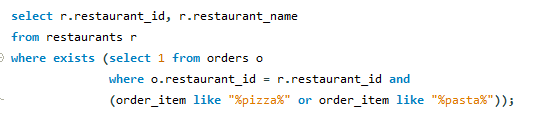 select r.restaurant_id, r.restaurant_name
from restaurants r
where exists (select 1 from orders o
where o.restaurant_id = r.restaurant_id and
(order_item like "%pizza%" or order_item like "%pasta%"));